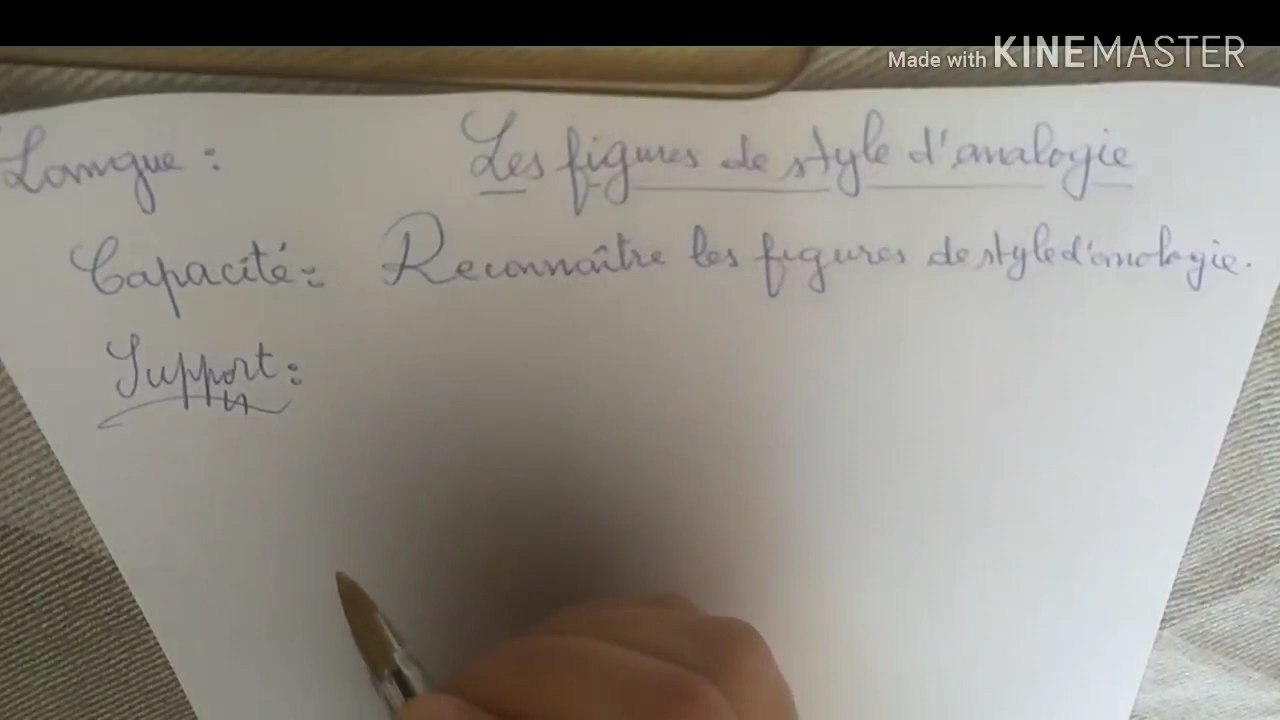 Made with KINEMASTER
Langue : Les figures de style d'analogie
Capacité : Reconnaître les figures de style d'analogie.
Support :